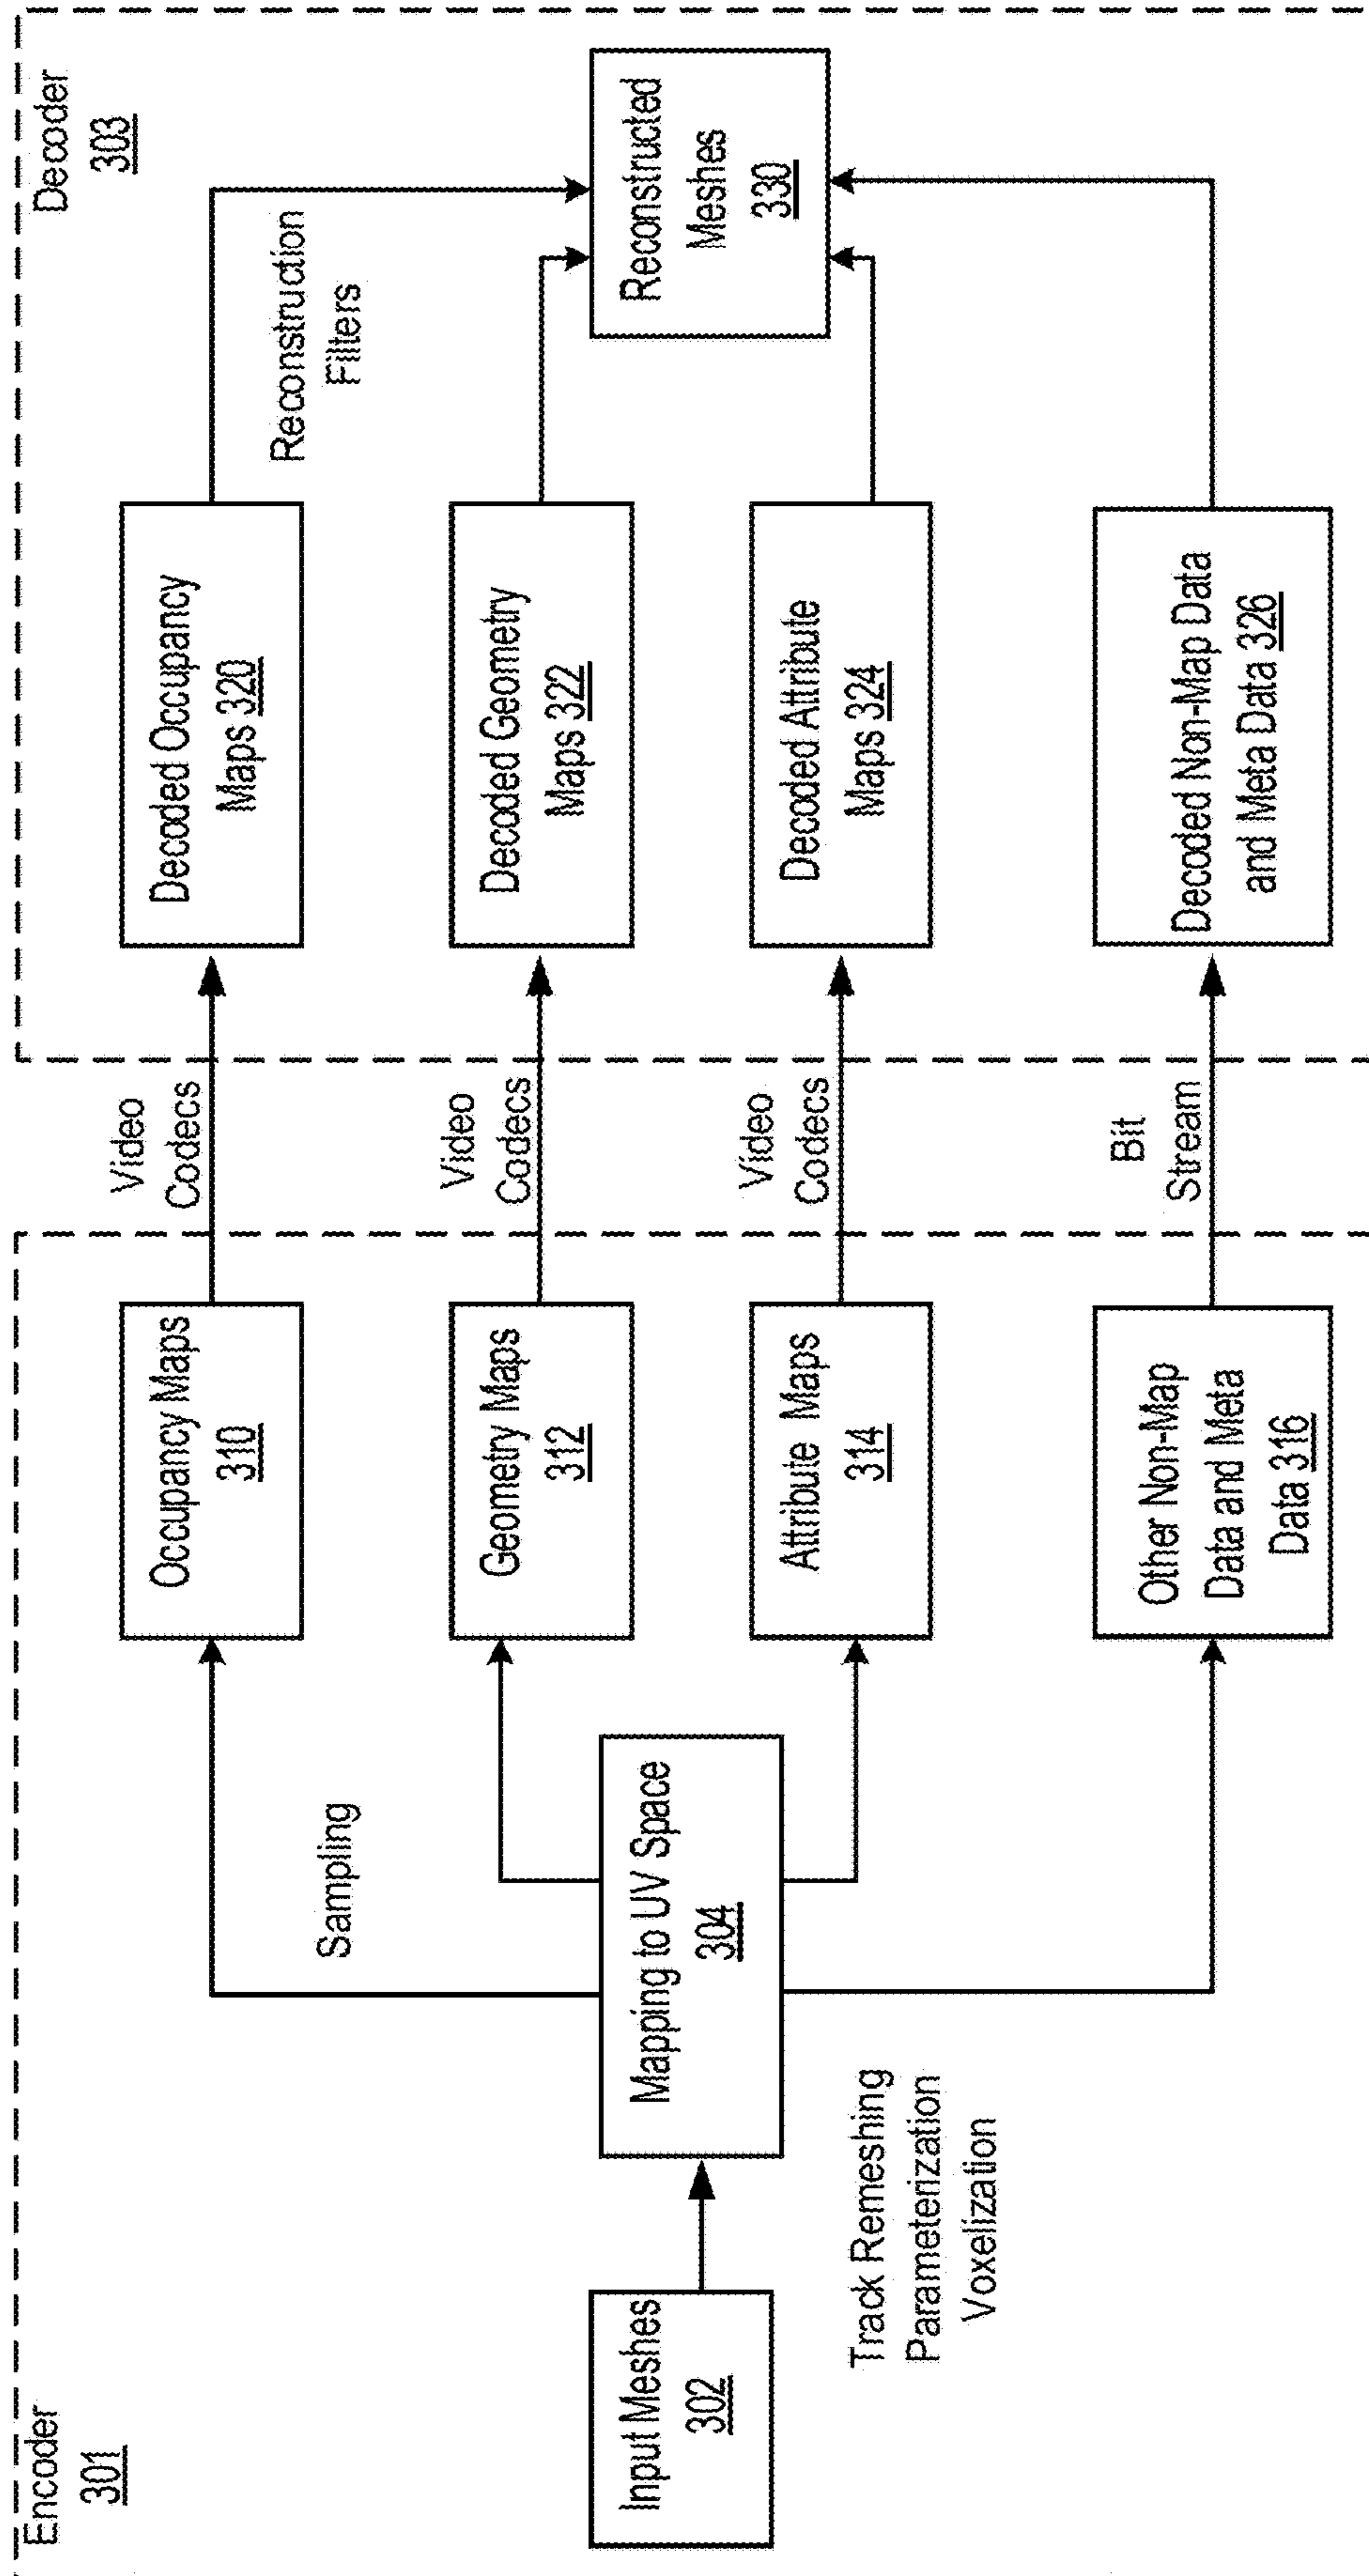 Encoder
301
Input Meshes
302
Track Remeshing
Parameterization
Voxelization
Mapping to UV Space
304
Sampling
Occupancy Maps
310
Geometry Maps
312
Attribute Maps
314
Other Non-Map
Data and Meta
Data 316
Video
Codecs
Video
Codecs
Video
Codecs
Bit
Stream
Decoder
303
Decoded Occupancy
Maps 320
Decoded Geometry
Maps 322
Decoded Attribute
Maps 324
Decoded Non-Map Data
and Meta Data 326
Reconstruction
Filters
Reconstructed
Meshes
330